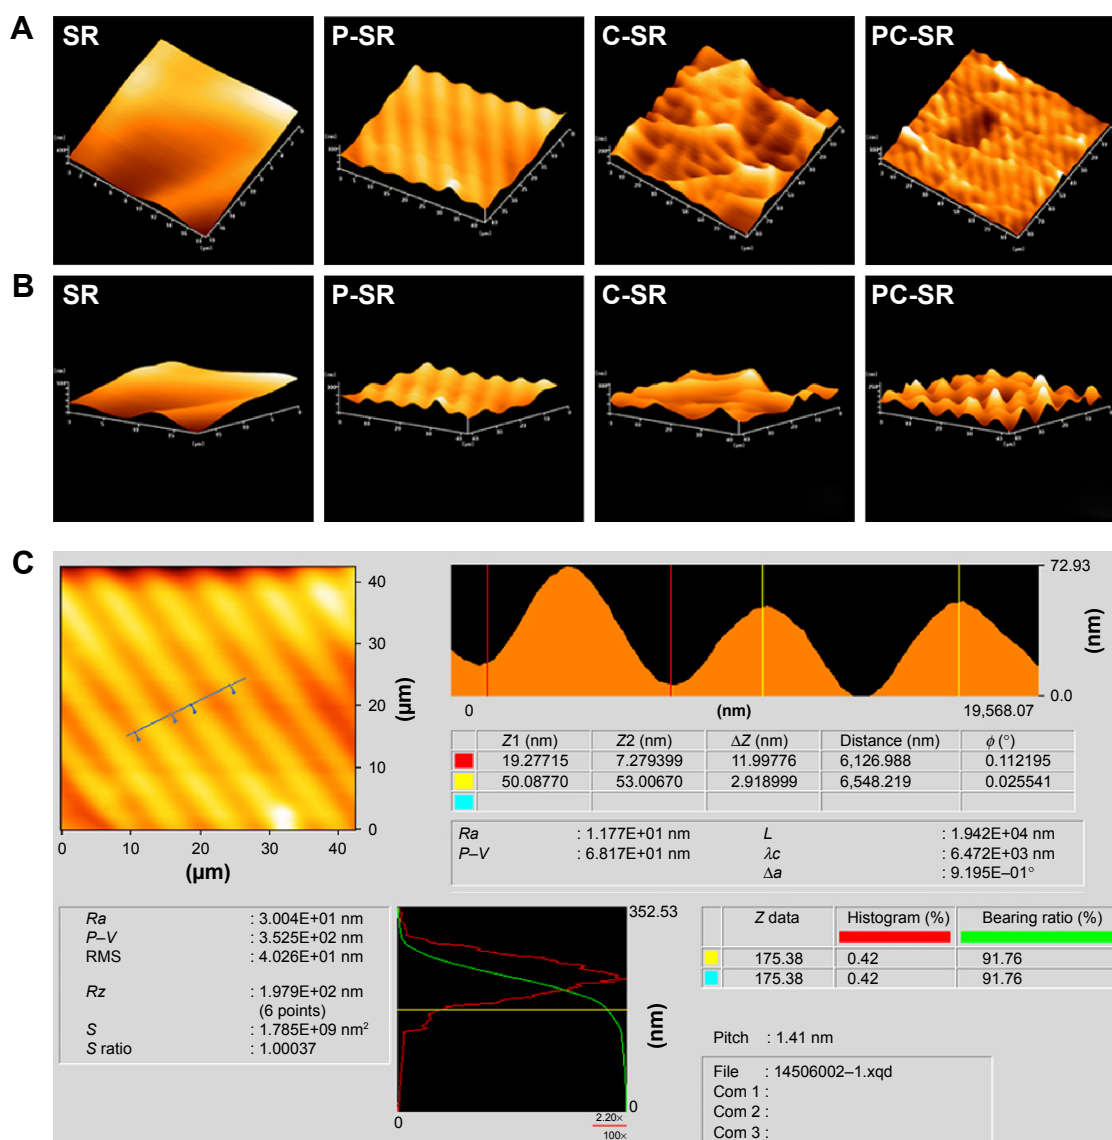 A
SR
P-SR
C-SR
PC-SR
B
SR
P-SR
C-SR
PC-SR
C
40
30
20
10
0
(µm)
0 10 20 30 40
(µm)
72.93
(nm)
0.0
0 (nm) 19,568.07
Z1 (nm) Z2 (nm) ΔZ (nm) Distance (nm) ϕ (°)
19.27715 7.279399 11.99776 6,126.988 0.112195
50.08770 53.00670 2.918999 6,548.219 0.025541
Ra : 1.177E+01 nm L : 1.942E+04 nm
P–V : 6.817E+01 nm λc : 6.472E+03 nm
Δa : 9.195E–01°
Ra : 3.004E+01 nm
P–V : 3.525E+02 nm
RMS : 4.026E+01 nm
Rz : 1.979E+02 nm
(6 points)
S : 1.785E+09 nm²
S ratio : 1.00037
352.53
(nm)
0
0
2.20×
100×
Z data Histogram (%) Bearing ratio (%)
175.38 0.42 91.76
175.38 0.42 91.76
Pitch : 1.41 nm
File : 14506002–1.xqd
Com 1 :
Com 2 :
Com 3 :